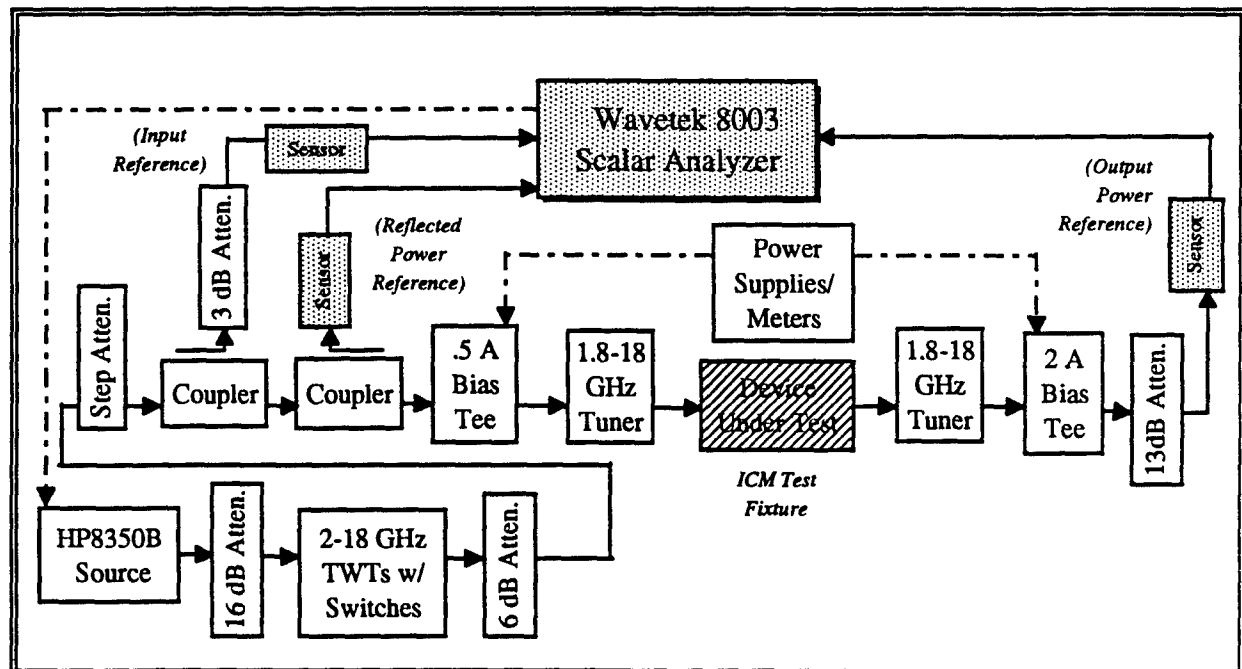 Wavetek 8003
Scalar Analyzer
(Input
Reference)
Sensor
3 dB Atten.
Sensor
(Reflected
Power
Reference)
Power
Supplies/
Meters
(Output
Power
Reference)
Sensor
Step Atten.
Coupler
Coupler
.5 A
Bias
Tee
1.8-18
GHz
Tuner
Device
Under Test
ICM Test
Fixture
1.8-18
GHz
Tuner
2 A
Bias
Tee
13dB Atten.
HP8350B
Source
16 dB Atten.
2-18 GHz
TWTs w/
Switches
6 dB Atten.